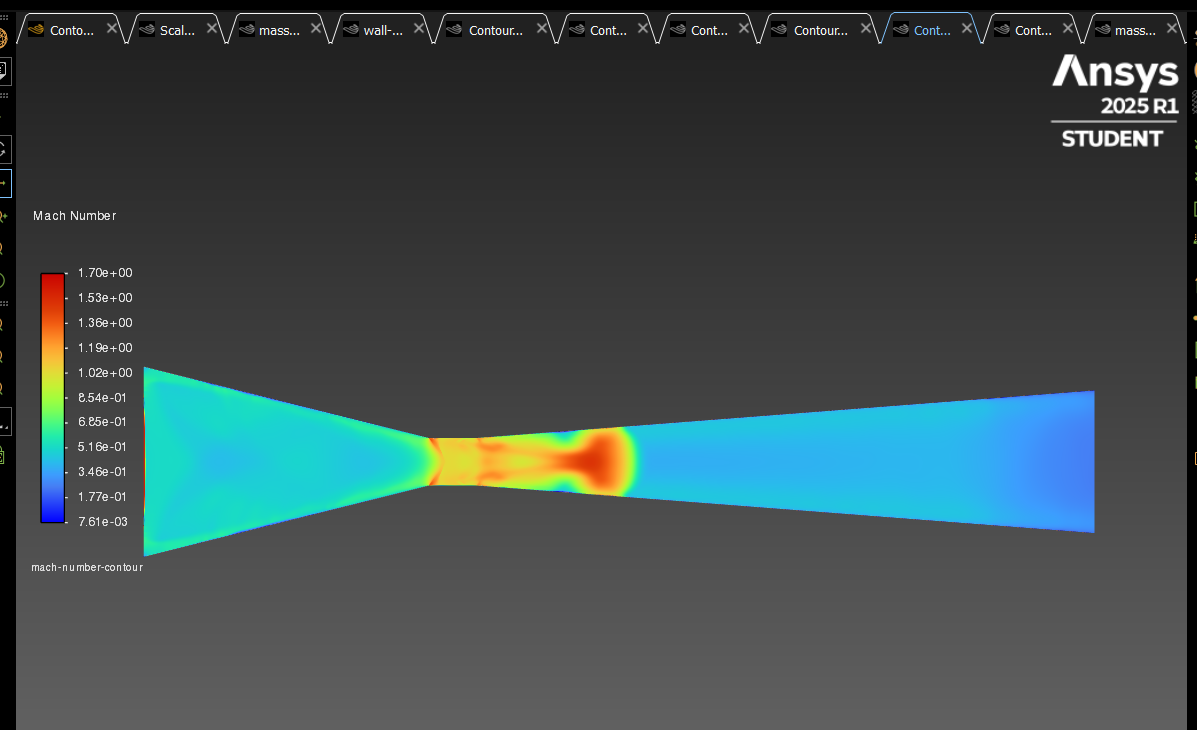 Conto...
Scal...
mass...
wall-...
Contour...
Cont...
Cont...
Contour...
Cont...
Cont...
mass...
Ansys
2025 R1
STUDENT
Mach Number
1.70e+00
1.53e+00
1.36e+00
1.19e+00
1.02e+00
8.54e-01
6.85e-01
5.16e-01
3.46e-01
1.77e-01
7.61e-03
mach-number-contour